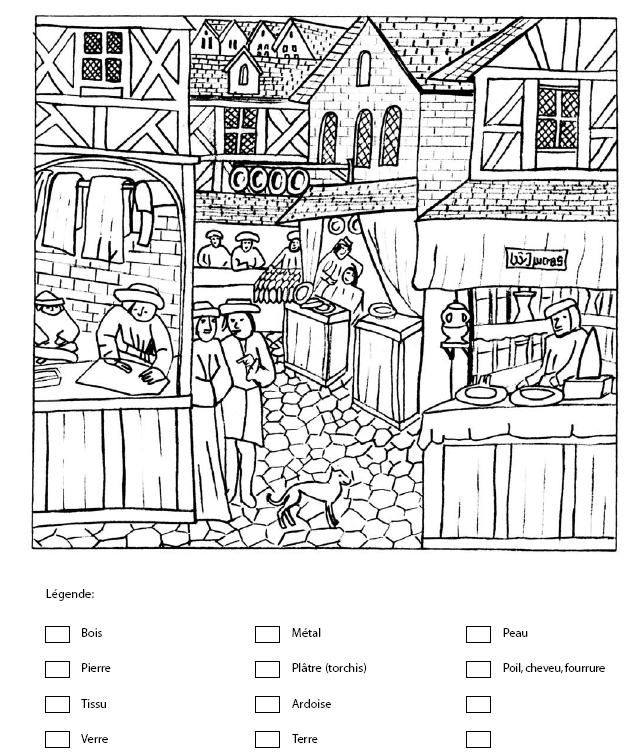 Légende:
Bois
Pierre
Tissu
Verre
Métal
Plâtre (torchis)
Ardoise
Terre
Peau
Poil, cheveu, fourrure